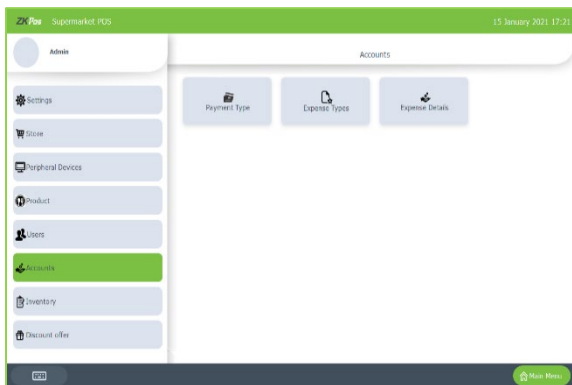 ZKPos Supermarket POS
15 January 2021 17:21
Admin
Accounts
Settings
Store
Peripheral Devices
Product
Users
Accounts
Inventory
Discount offer
Payment Type
Expense Types
Expense Details
Main Menu